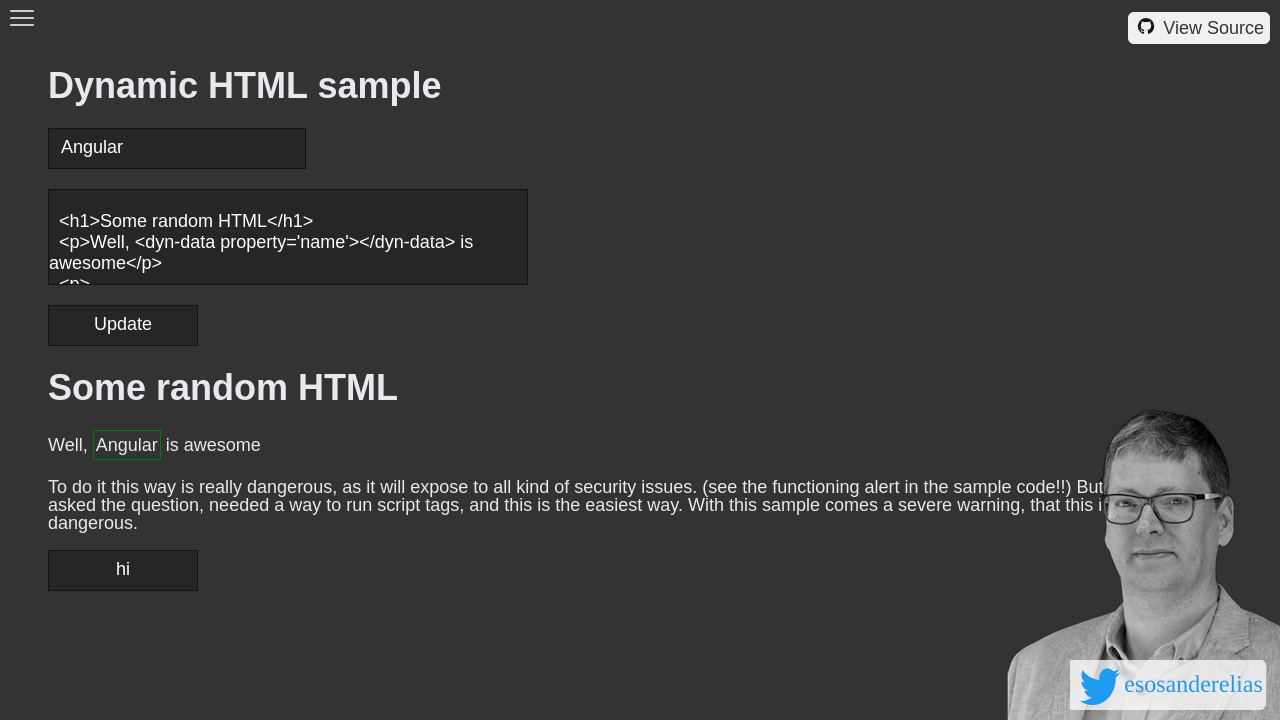 View Source
Dynamic HTML sample
Angular
<h1>Some random HTML</h1>
<p>Well, <dyn-data property='name'></dyn-data> is
awesome</p>
<p>
Update
Some random HTML
Well, Angular is awesome
To do it this way is really dangerous, as it will expose to all kind of security issues. (see the functioning alert in the sample code!!) But
asked the question, needed a way to run script tags, and this is the easiest way. With this sample comes a severe warning, that this
dangerous.
hi
esosanderelias